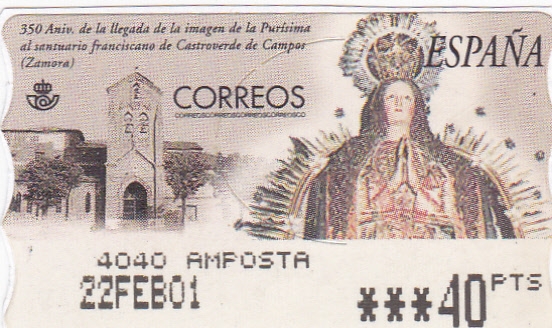 350 Aniv. de la llegada de la imagen de la Purísima
al santuario franciscano de Castroverde de Campos
(Zamora)
ESPAÑA
CORREOS
CORREOSCORREOSCORREOSCORREOSCO
4040 AMPOSTA
22FEB01
***40 PTS